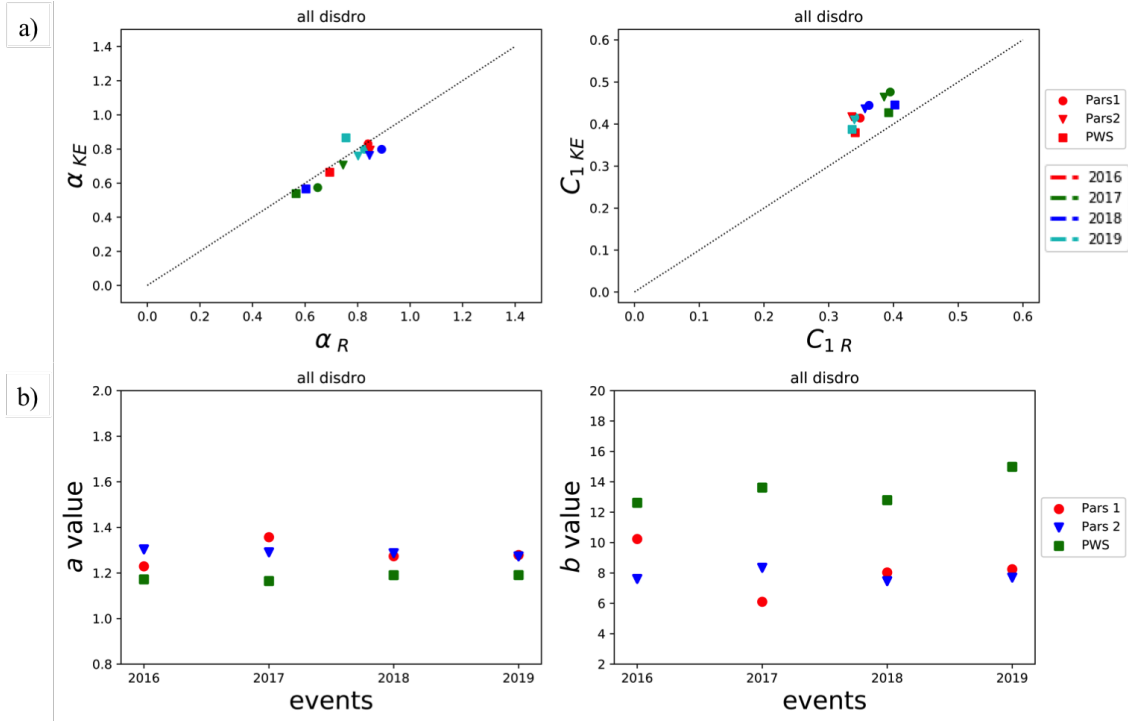 a)
all disdro
1.4
1.2
1.0
0.8
0.6
0.4
0.2
0.0
α KE
0.0 0.2 0.4 0.6 0.8 1.0 1.2 1.4
α R
all disdro
0.6
0.5
0.4
0.3
0.2
0.1
0.0
C1 KE
0.0 0.1 0.2 0.3 0.4 0.5 0.6
C1 R
Pars1
Pars2
PWS
2016
2017
2018
2019
b)
all disdro
2.0
1.8
1.6
1.4
1.2
1.0
0.8
a value
2016 2017 2018 2019
events
all disdro
20
18
16
14
12
10
8
6
4
2
b value
2016 2017 2018 2019
events
Pars 1
Pars 2
PWS